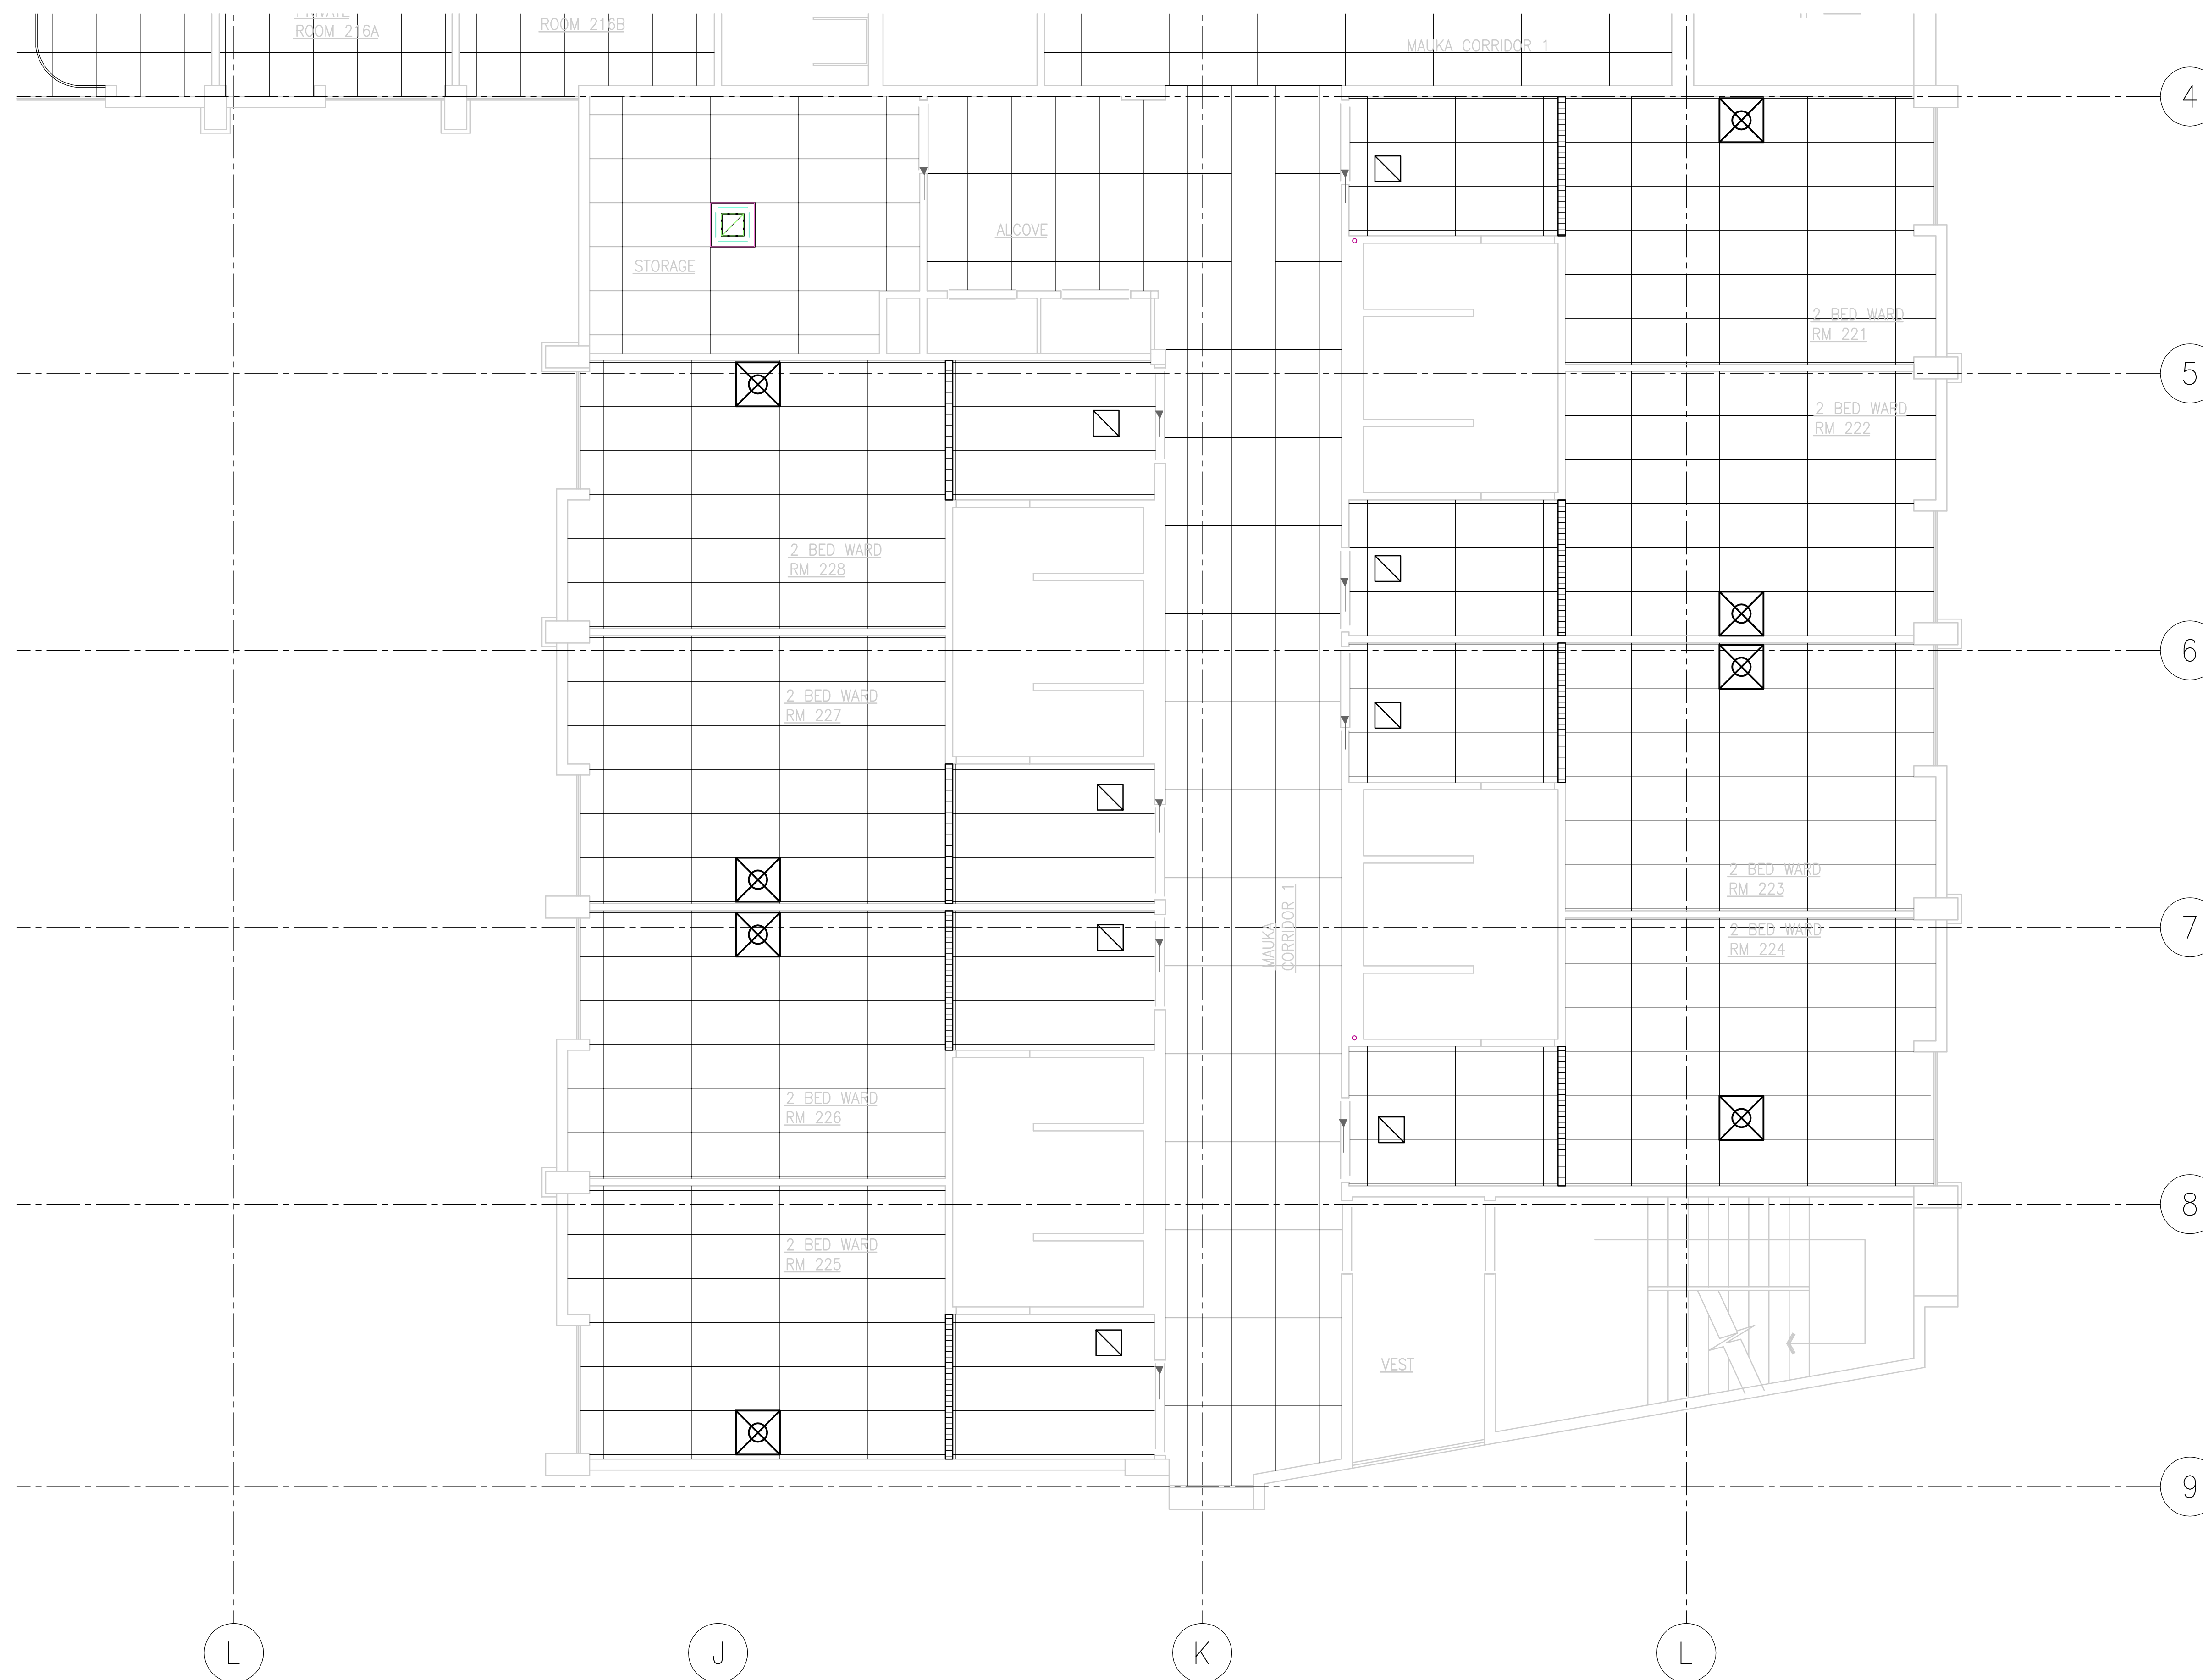 PRIVATE
ROOM 216A
ROOM 216B
MAUKA CORRIDOR 1
4
ALCOVE
STORAGE
2 BED WARD
RM 221
5
2 BED WARD
RM 222
2 BED WARD
RM 228
6
2 BED WARD
RM 227
2 BED WARD
RM 223
MAUKA
CORRIDOR 1
7
2 BED WARD
RM 224
2 BED WARD
RM 226
8
2 BED WARD
RM 225
VEST
9
L
J
K
L